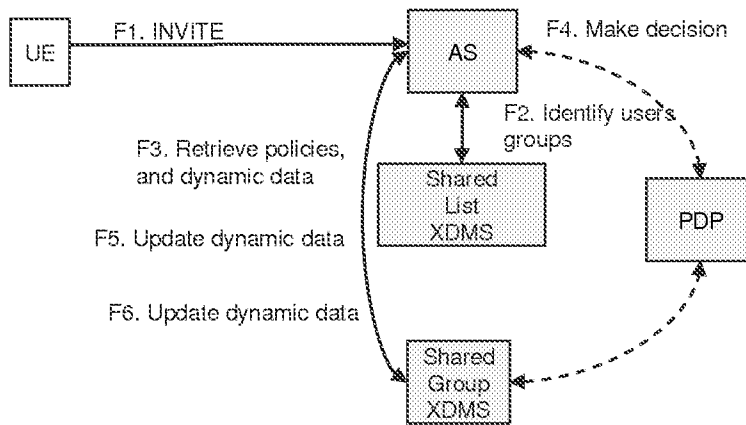 UE
F1. INVITE
AS
F4. Make decision
F2. Identify users
groups
F3. Retrieve policies,
and dynamic data
Shared
List
XDMS
PDP
F5. Update dynamic data
F6. Update dynamic data
Shared
Group
XDMS